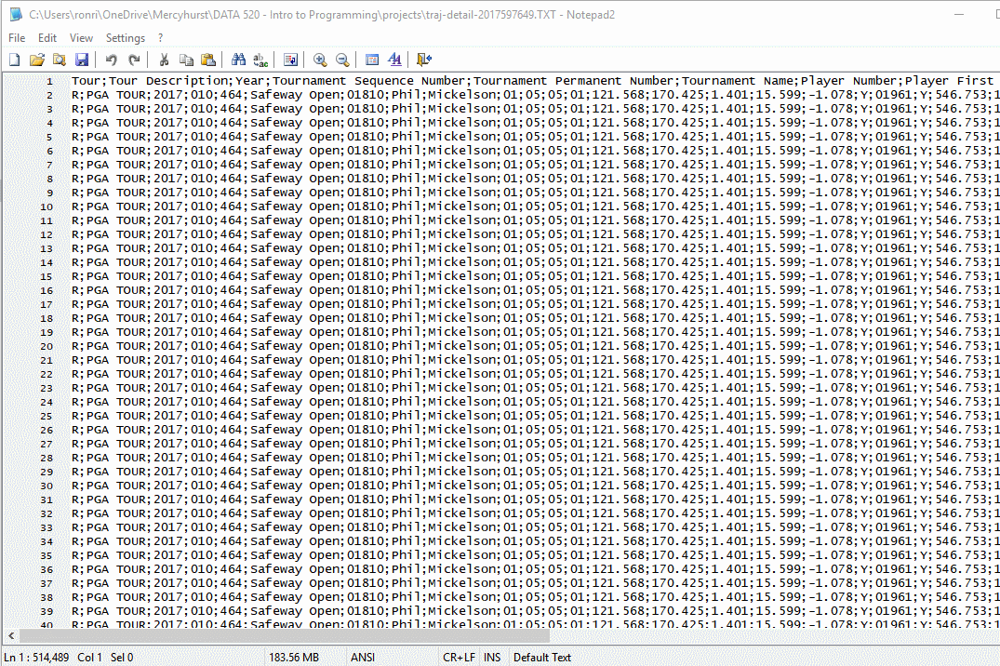 C:\Users\ronri\OneDrive\Mercyhurst\DATA 520 - Intro to Programming\projects\traj-detail-2017597649.TXT - Notepad2
File Edit View Settings ?
1 Tour;Tour Description;Year;Tournament Sequence Number;Tournament Permanent Number;Tournament Name;Player Number;Player First
2 R;PGA TOUR;2017;010;464;Safeway Open;01810;Phil;Mickelson;01;05;05;01;121.568;170.425;1.401;15.599;-1.078;Y;01961;Y;546.753;1
3 R;PGA TOUR;2017;010;464;Safeway Open;01810;Phil;Mickelson;01;05;05;01;121.568;170.425;1.401;15.599;-1.078;Y;01961;Y;546.753;1
4 R;PGA TOUR;2017;010;464;Safeway Open;01810;Phil;Mickelson;01;05;05;01;121.568;170.425;1.401;15.599;-1.078;Y;01961;Y;546.753;1
5 R;PGA TOUR;2017;010;464;Safeway Open;01810;Phil;Mickelson;01;05;05;01;121.568;170.425;1.401;15.599;-1.078;Y;01961;Y;546.753;1
6 R;PGA TOUR;2017;010;464;Safeway Open;01810;Phil;Mickelson;01;05;05;01;121.568;170.425;1.401;15.599;-1.078;Y;01961;Y;546.753;1
7 R;PGA TOUR;2017;010;464;Safeway Open;01810;Phil;Mickelson;01;05;05;01;121.568;170.425;1.401;15.599;-1.078;Y;01961;Y;546.753;1
8 R;PGA TOUR;2017;010;464;Safeway Open;01810;Phil;Mickelson;01;05;05;01;121.568;170.425;1.401;15.599;-1.078;Y;01961;Y;546.753;1
9 R;PGA TOUR;2017;010;464;Safeway Open;01810;Phil;Mickelson;01;05;05;01;121.568;170.425;1.401;15.599;-1.078;Y;01961;Y;546.753;1
10 R;PGA TOUR;2017;010;464;Safeway Open;01810;Phil;Mickelson;01;05;05;01;121.568;170.425;1.401;15.599;-1.078;Y;01961;Y;546.753;1
11 R;PGA TOUR;2017;010;464;Safeway Open;01810;Phil;Mickelson;01;05;05;01;121.568;170.425;1.401;15.599;-1.078;Y;01961;Y;546.753;1
12 R;PGA TOUR;2017;010;464;Safeway Open;01810;Phil;Mickelson;01;05;05;01;121.568;170.425;1.401;15.599;-1.078;Y;01961;Y;546.753;1
13 R;PGA TOUR;2017;010;464;Safeway Open;01810;Phil;Mickelson;01;05;05;01;121.568;170.425;1.401;15.599;-1.078;Y;01961;Y;546.753;1
14 R;PGA TOUR;2017;010;464;Safeway Open;01810;Phil;Mickelson;01;05;05;01;121.568;170.425;1.401;15.599;-1.078;Y;01961;Y;546.753;1
15 R;PGA TOUR;2017;010;464;Safeway Open;01810;Phil;Mickelson;01;05;05;01;121.568;170.425;1.401;15.599;-1.078;Y;01961;Y;546.753;1
16 R;PGA TOUR;2017;010;464;Safeway Open;01810;Phil;Mickelson;01;05;05;01;121.568;170.425;1.401;15.599;-1.078;Y;01961;Y;546.753;1
17 R;PGA TOUR;2017;010;464;Safeway Open;01810;Phil;Mickelson;01;05;05;01;121.568;170.425;1.401;15.599;-1.078;Y;01961;Y;546.753;1
18 R;PGA TOUR;2017;010;464;Safeway Open;01810;Phil;Mickelson;01;05;05;01;121.568;170.425;1.401;15.599;-1.078;Y;01961;Y;546.753;1
19 R;PGA TOUR;2017;010;464;Safeway Open;01810;Phil;Mickelson;01;05;05;01;121.568;170.425;1.401;15.599;-1.078;Y;01961;Y;546.753;1
20 R;PGA TOUR;2017;010;464;Safeway Open;01810;Phil;Mickelson;01;05;05;01;121.568;170.425;1.401;15.599;-1.078;Y;01961;Y;546.753;1
21 R;PGA TOUR;2017;010;464;Safeway Open;01810;Phil;Mickelson;01;05;05;01;121.568;170.425;1.401;15.599;-1.078;Y;01961;Y;546.753;1
22 R;PGA TOUR;2017;010;464;Safeway Open;01810;Phil;Mickelson;01;05;05;01;121.568;170.425;1.401;15.599;-1.078;Y;01961;Y;546.753;1
23 R;PGA TOUR;2017;010;464;Safeway Open;01810;Phil;Mickelson;01;05;05;01;121.568;170.425;1.401;15.599;-1.078;Y;01961;Y;546.753;1
24 R;PGA TOUR;2017;010;464;Safeway Open;01810;Phil;Mickelson;01;05;05;01;121.568;170.425;1.401;15.599;-1.078;Y;01961;Y;546.753;1
25 R;PGA TOUR;2017;010;464;Safeway Open;01810;Phil;Mickelson;01;05;05;01;121.568;170.425;1.401;15.599;-1.078;Y;01961;Y;546.753;1
26 R;PGA TOUR;2017;010;464;Safeway Open;01810;Phil;Mickelson;01;05;05;01;121.568;170.425;1.401;15.599;-1.078;Y;01961;Y;546.753;1
27 R;PGA TOUR;2017;010;464;Safeway Open;01810;Phil;Mickelson;01;05;05;01;121.568;170.425;1.401;15.599;-1.078;Y;01961;Y;546.753;1
28 R;PGA TOUR;2017;010;464;Safeway Open;01810;Phil;Mickelson;01;05;05;01;121.568;170.425;1.401;15.599;-1.078;Y;01961;Y;546.753;1
29 R;PGA TOUR;2017;010;464;Safeway Open;01810;Phil;Mickelson;01;05;05;01;121.568;170.425;1.401;15.599;-1.078;Y;01961;Y;546.753;1
30 R;PGA TOUR;2017;010;464;Safeway Open;01810;Phil;Mickelson;01;05;05;01;121.568;170.425;1.401;15.599;-1.078;Y;01961;Y;546.753;1
31 R;PGA TOUR;2017;010;464;Safeway Open;01810;Phil;Mickelson;01;05;05;01;121.568;170.425;1.401;15.599;-1.078;Y;01961;Y;546.753;1
32 R;PGA TOUR;2017;010;464;Safeway Open;01810;Phil;Mickelson;01;05;05;01;121.568;170.425;1.401;15.599;-1.078;Y;01961;Y;546.753;1
33 R;PGA TOUR;2017;010;464;Safeway Open;01810;Phil;Mickelson;01;05;05;01;121.568;170.425;1.401;15.599;-1.078;Y;01961;Y;546.753;1
34 R;PGA TOUR;2017;010;464;Safeway Open;01810;Phil;Mickelson;01;05;05;01;121.568;170.425;1.401;15.599;-1.078;Y;01961;Y;546.753;1
35 R;PGA TOUR;2017;010;464;Safeway Open;01810;Phil;Mickelson;01;05;05;01;121.568;170.425;1.401;15.599;-1.078;Y;01961;Y;546.753;1
36 R;PGA TOUR;2017;010;464;Safeway Open;01810;Phil;Mickelson;01;05;05;01;121.568;170.425;1.401;15.599;-1.078;Y;01961;Y;546.753;1
37 R;PGA TOUR;2017;010;464;Safeway Open;01810;Phil;Mickelson;01;05;05;01;121.568;170.425;1.401;15.599;-1.078;Y;01961;Y;546.753;1
38 R;PGA TOUR;2017;010;464;Safeway Open;01810;Phil;Mickelson;01;05;05;01;121.568;170.425;1.401;15.599;-1.078;Y;01961;Y;546.753;1
39 R;PGA TOUR;2017;010;464;Safeway Open;01810;Phil;Mickelson;01;05;05;01;121.568;170.425;1.401;15.599;-1.078;Y;01961;Y;546.753;1
40 R;PGA TOUR;2017;010;464;Safeway Open;01810;Phil;Mickelson;01;05;05;01;121.568;170.425;1.401;15.599;-1.078;Y;01961;Y;546.753;1
Ln 1 : 514,489 Col 1 Sel 0 183.56 MB ANSI CR+LF INS Default Text